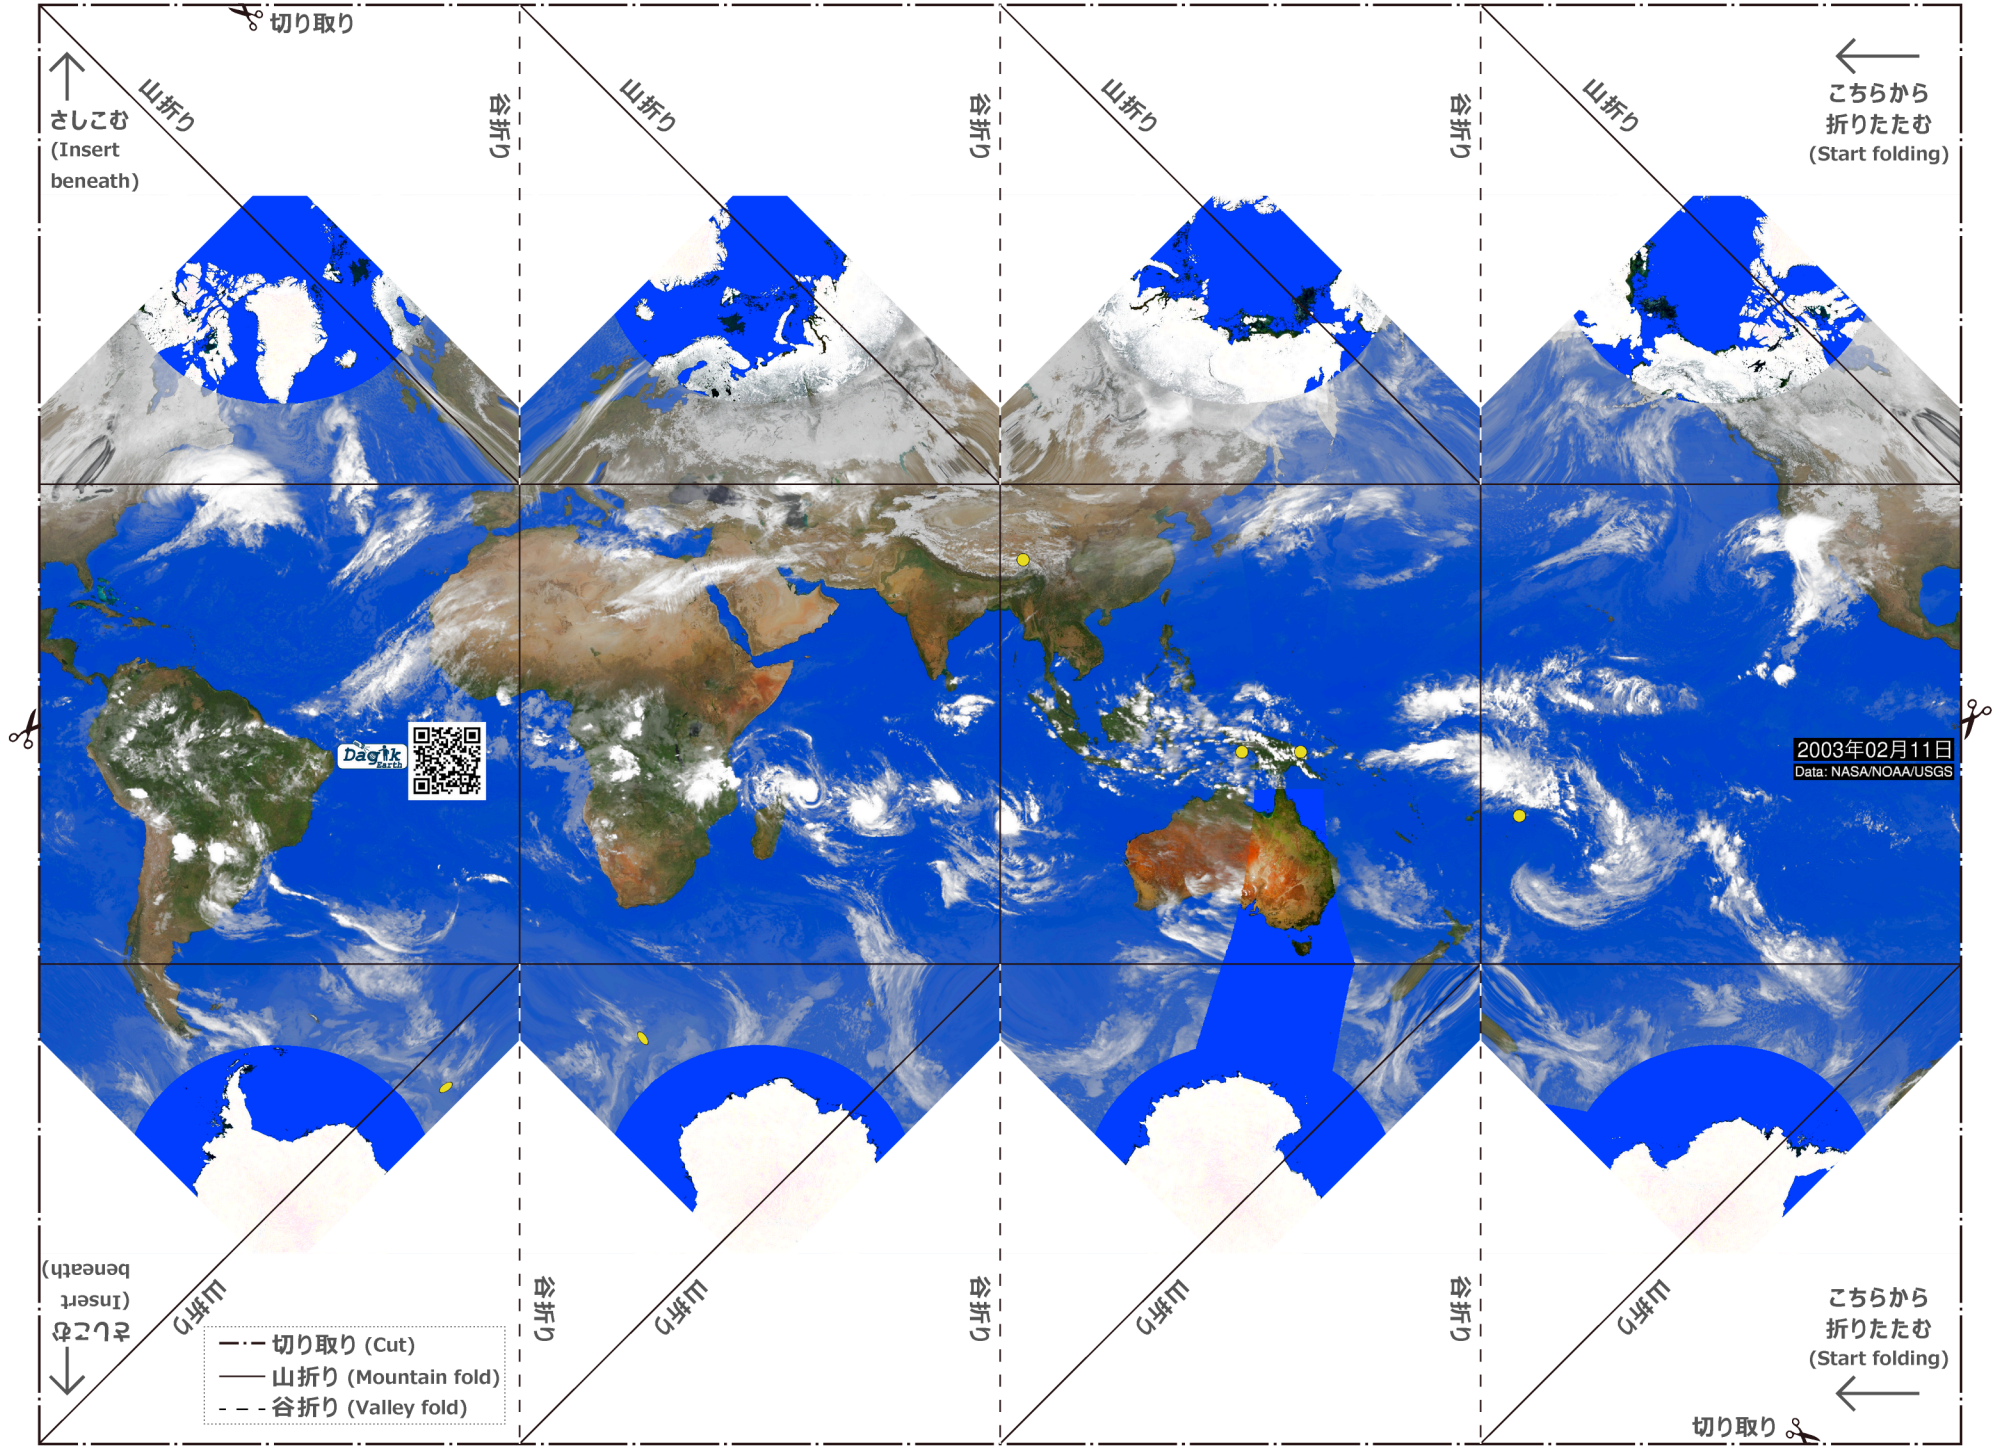 切り取り
さしこむ
(Insert
beneath)
山折り
谷折り
山折り
谷折り
山折り
谷折り
山折り
こちらから
折りたたむ
(Start folding)
Dagik
Earth
2003年02月11日
Data: NASA/NOAA/USGS
さしこむ
(Insert
beneath)
山折り
谷折り
山折り
谷折り
山折り
谷折り
山折り
こちらから
折りたたむ
(Start folding)
切り取り (Cut)
山折り (Mountain fold)
谷折り (Valley fold)
切り取り